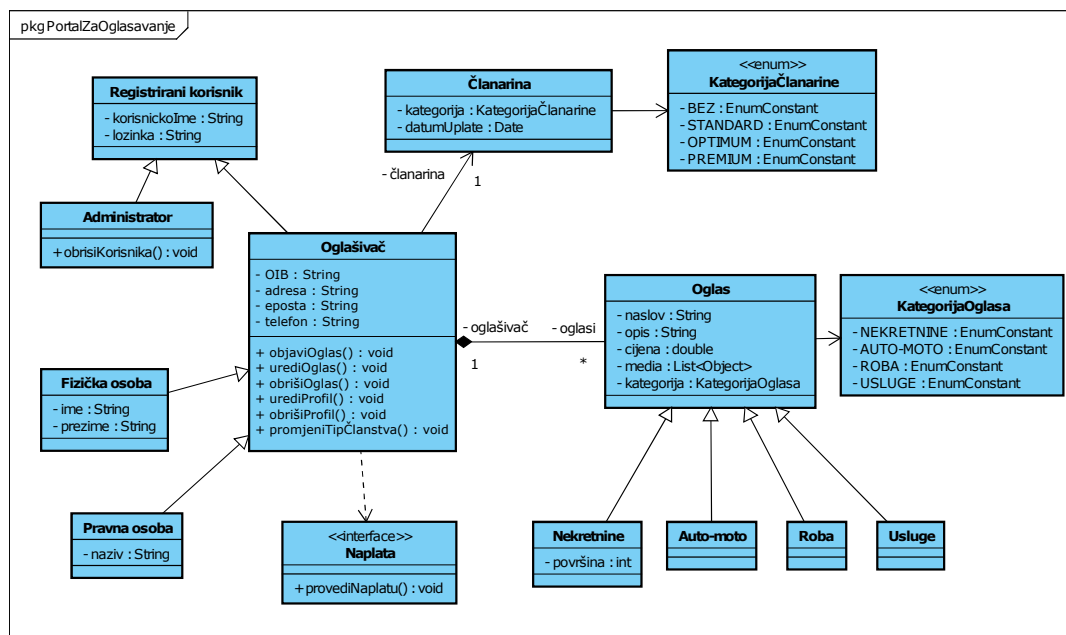 pkg PortalZaOglasavanje
Registrirani korisnik
- korisnickoIme : String
- lozinka : String
Članarina
- kategorija : KategorijaČlanarine
- datumUplate : Date
<<enum>>
KategorijaČlanarine
- BEZ : EnumConstant
- STANDARD : EnumConstant
- OPTIMUM : EnumConstant
- PREMIUM : EnumConstant
- članarina
1
Administrator
+ obrisiKorisnika() : void
Oglašivač
- OIB : String
- adresa : String
- eposta : String
- telefon : String
+ objaviOglas() : void
+ urediOglas() : void
+ obrišiOglas() : void
+ urediProfil() : void
+ obrišiProfil() : void
+ promjeniTipČlanstva() : void
- oglašivač
1
- oglasi
*
Oglas
- naslov : String
- opis : String
- cijena : double
- media : List<Object>
- kategorija : KategorijaOglasa
<<enum>>
KategorijaOglasa
- NEKRETNINE : EnumConstant
- AUTO-MOTO : EnumConstant
- ROBA : EnumConstant
- USLUGE : EnumConstant
Fizička osoba
- ime : String
- prezime : String
Pravna osoba
- naziv : String
<<interface>>
Naplata
+ provediNaplatu() : void
Nekretnine
- površina : int
Auto-moto
Roba
Usluge